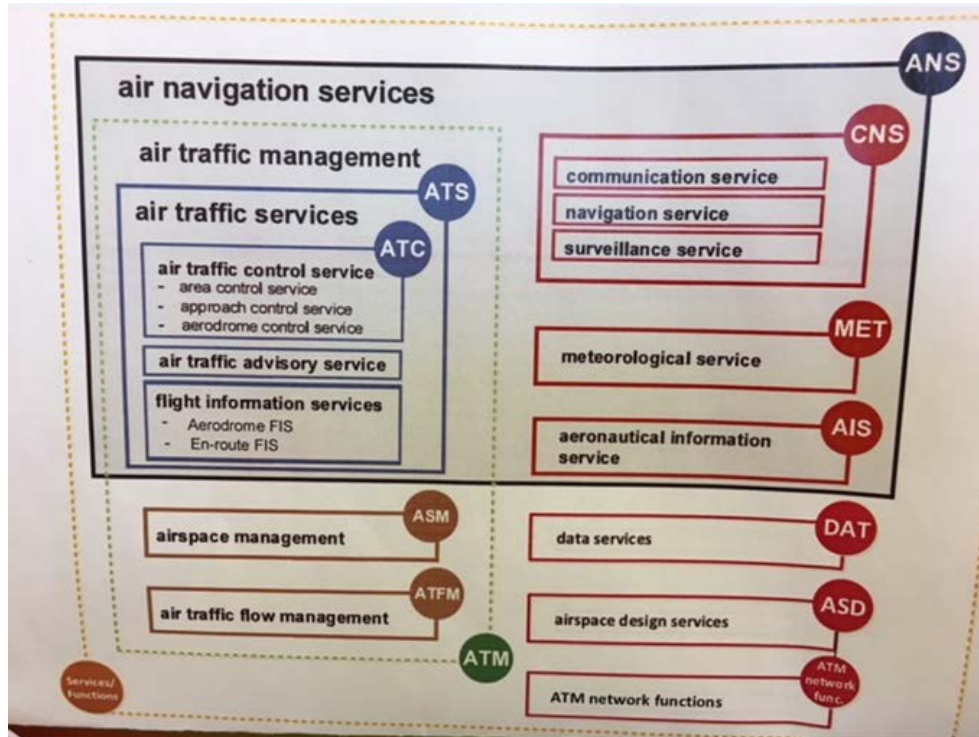 ANS
air navigation services
CNS
air traffic management
communication service
ATS
navigation service
air traffic services
surveillance service
ATC
air traffic control service
- area control service
- approach control service
- aerodrome control service
MET
meteorological service
air traffic advisory service
flight information services
- Aerodrome FIS
- En-route FIS
AIS
aeronautical information
service
ASM
airspace management
DAT
data services
ATFM
air traffic flow management
ASD
airspace design services
ATM
Services/
Functions
ATM
network
func.
ATM network functions